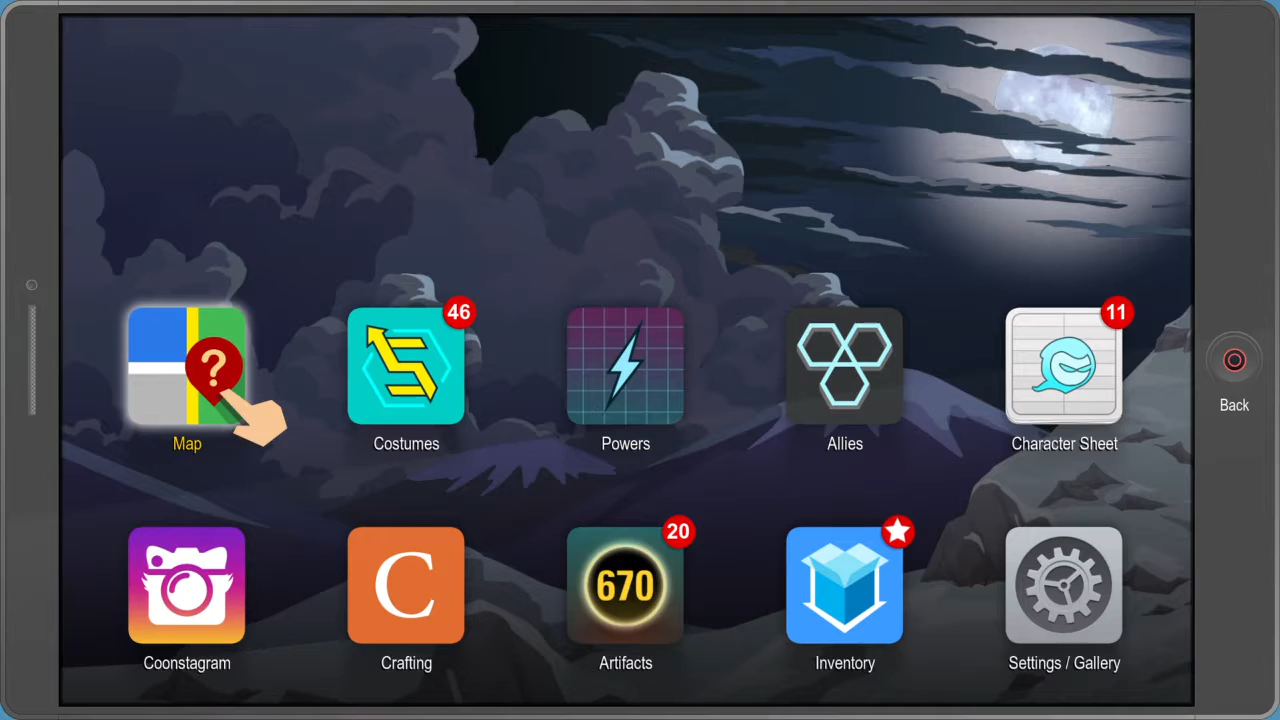 46
11
?
Map
Costumes
Powers
Allies
Character Sheet
Back
20
C
670
Coonstagram
Crafting
Artifacts
Inventory
Settings / Gallery